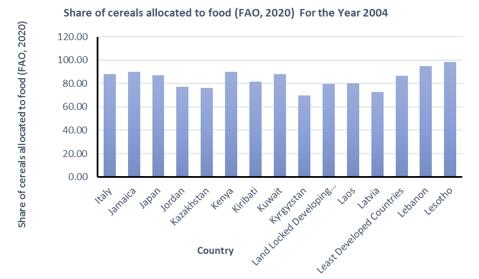 Share of cereals allocated to food (FAO, 2020)  For the Year 2004
Share of cereals allocated to food (FAO, 2020)
120.00
100.00
80.00
60.00
40.00
20.00
0.00
Italy
Jamaica
Japan
Jordan
Kazakhstan
Kenya
Kiribati
Kuwait
Kyrgyzstan
Land Locked Developing...
Laos
Latvia
Least Developed Countries
Lebanon
Lesotho
Country